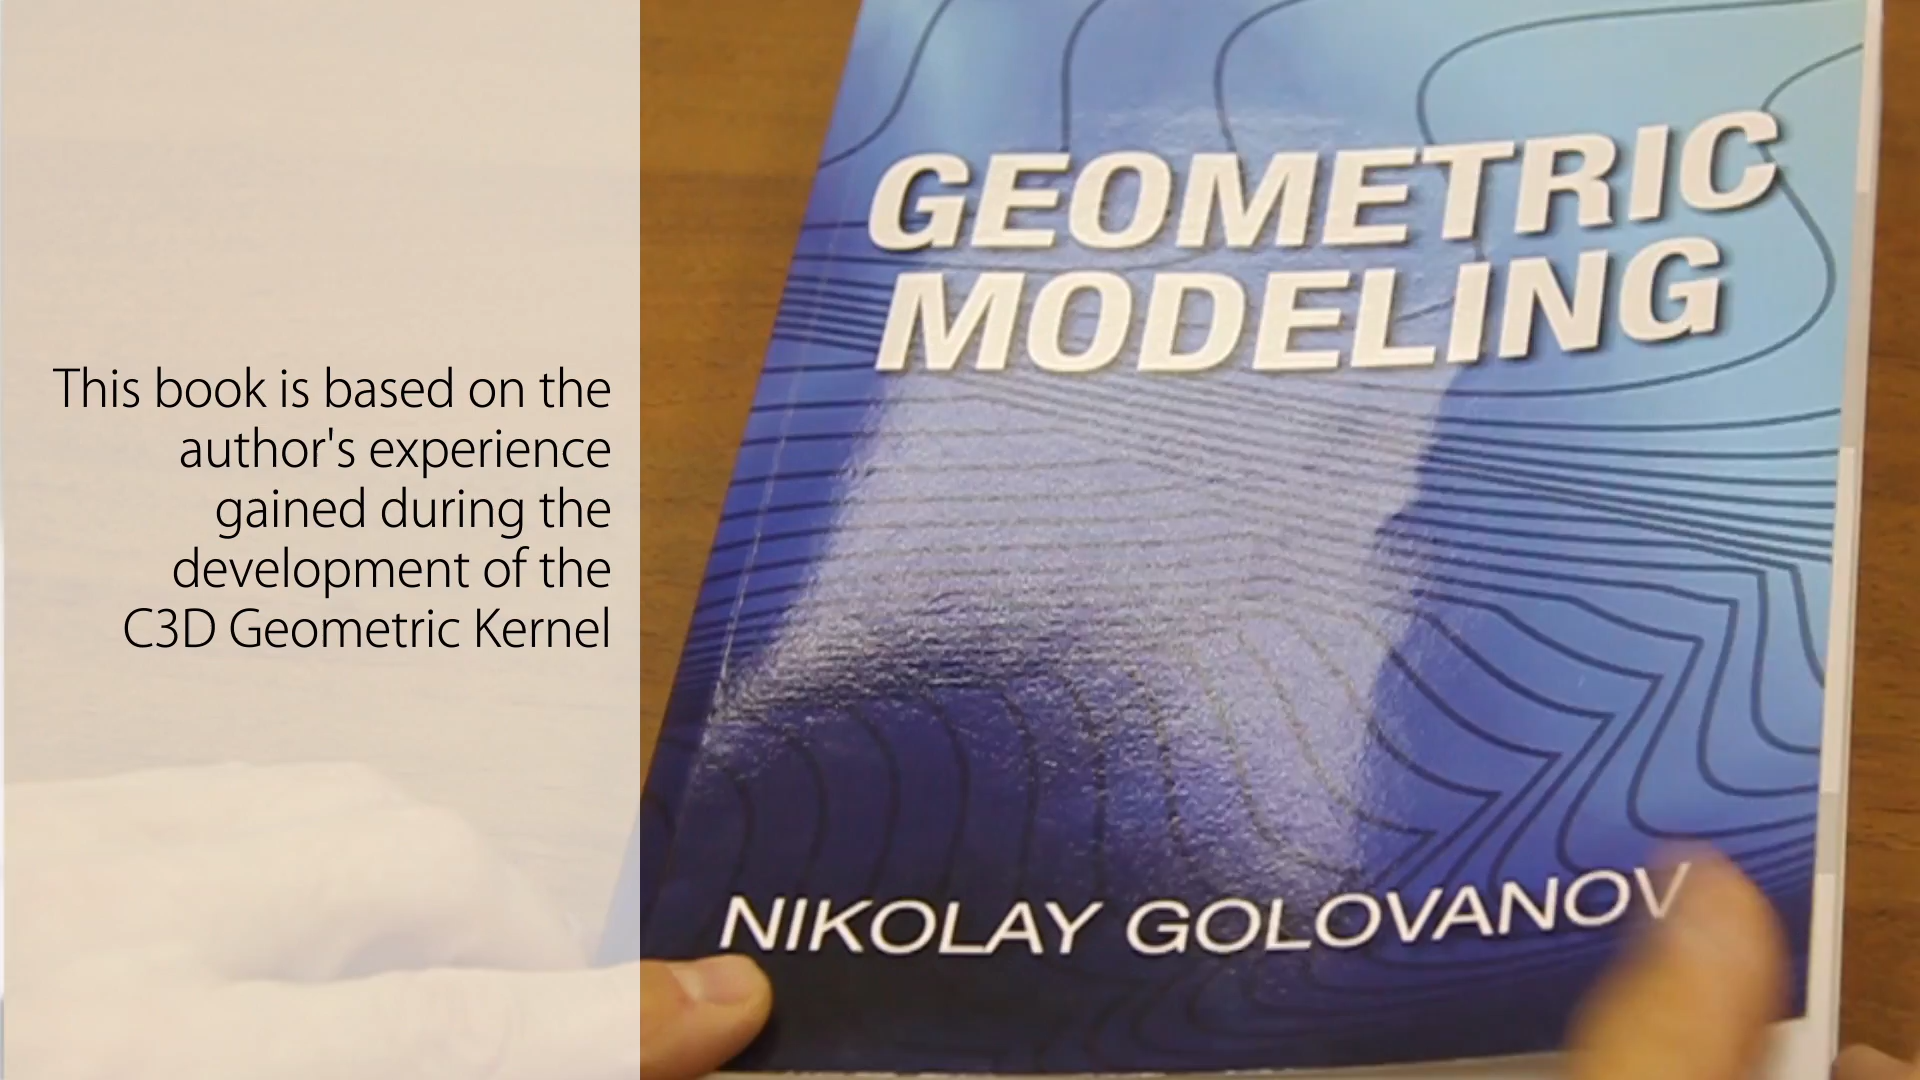 This book is based on the
author's experience
gained during the
development of the
C3D Geometric Kernel
GEOMETRIC
MODELING
NIKOLAY GOLOVANOV